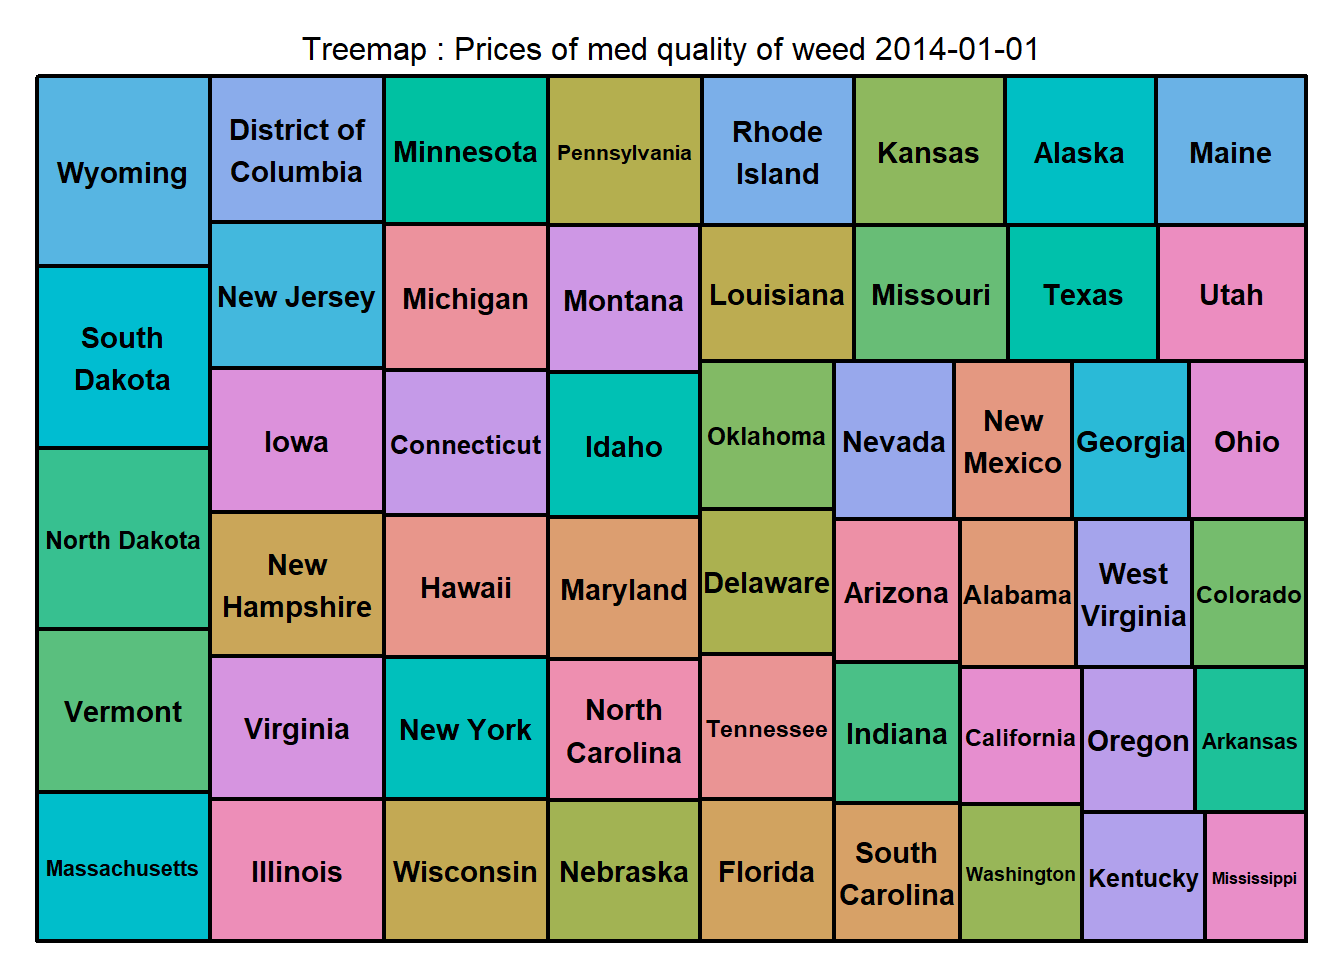 Treemap : Prices of med quality of weed 2014-01-01
Wyoming
South
Dakota
North Dakota
Vermont
Massachusetts
District of
Columbia
New Jersey
Iowa
New
Hampshire
Virginia
Illinois
Minnesota
Michigan
Connecticut
Hawaii
New York
Wisconsin
Pennsylvania
Montana
Idaho
Maryland
North
Carolina
Nebraska
Rhode
Island
Kansas
Alaska
Maine
Louisiana
Missouri
Texas
Utah
Oklahoma
Delaware
Tennessee
Florida
Nevada
New
Mexico
Georgia
Ohio
Arizona
Indiana
South
Carolina
Alabama
West
Virginia
Colorado
California
Washington
Oregon
Arkansas
Kentucky
Mississippi